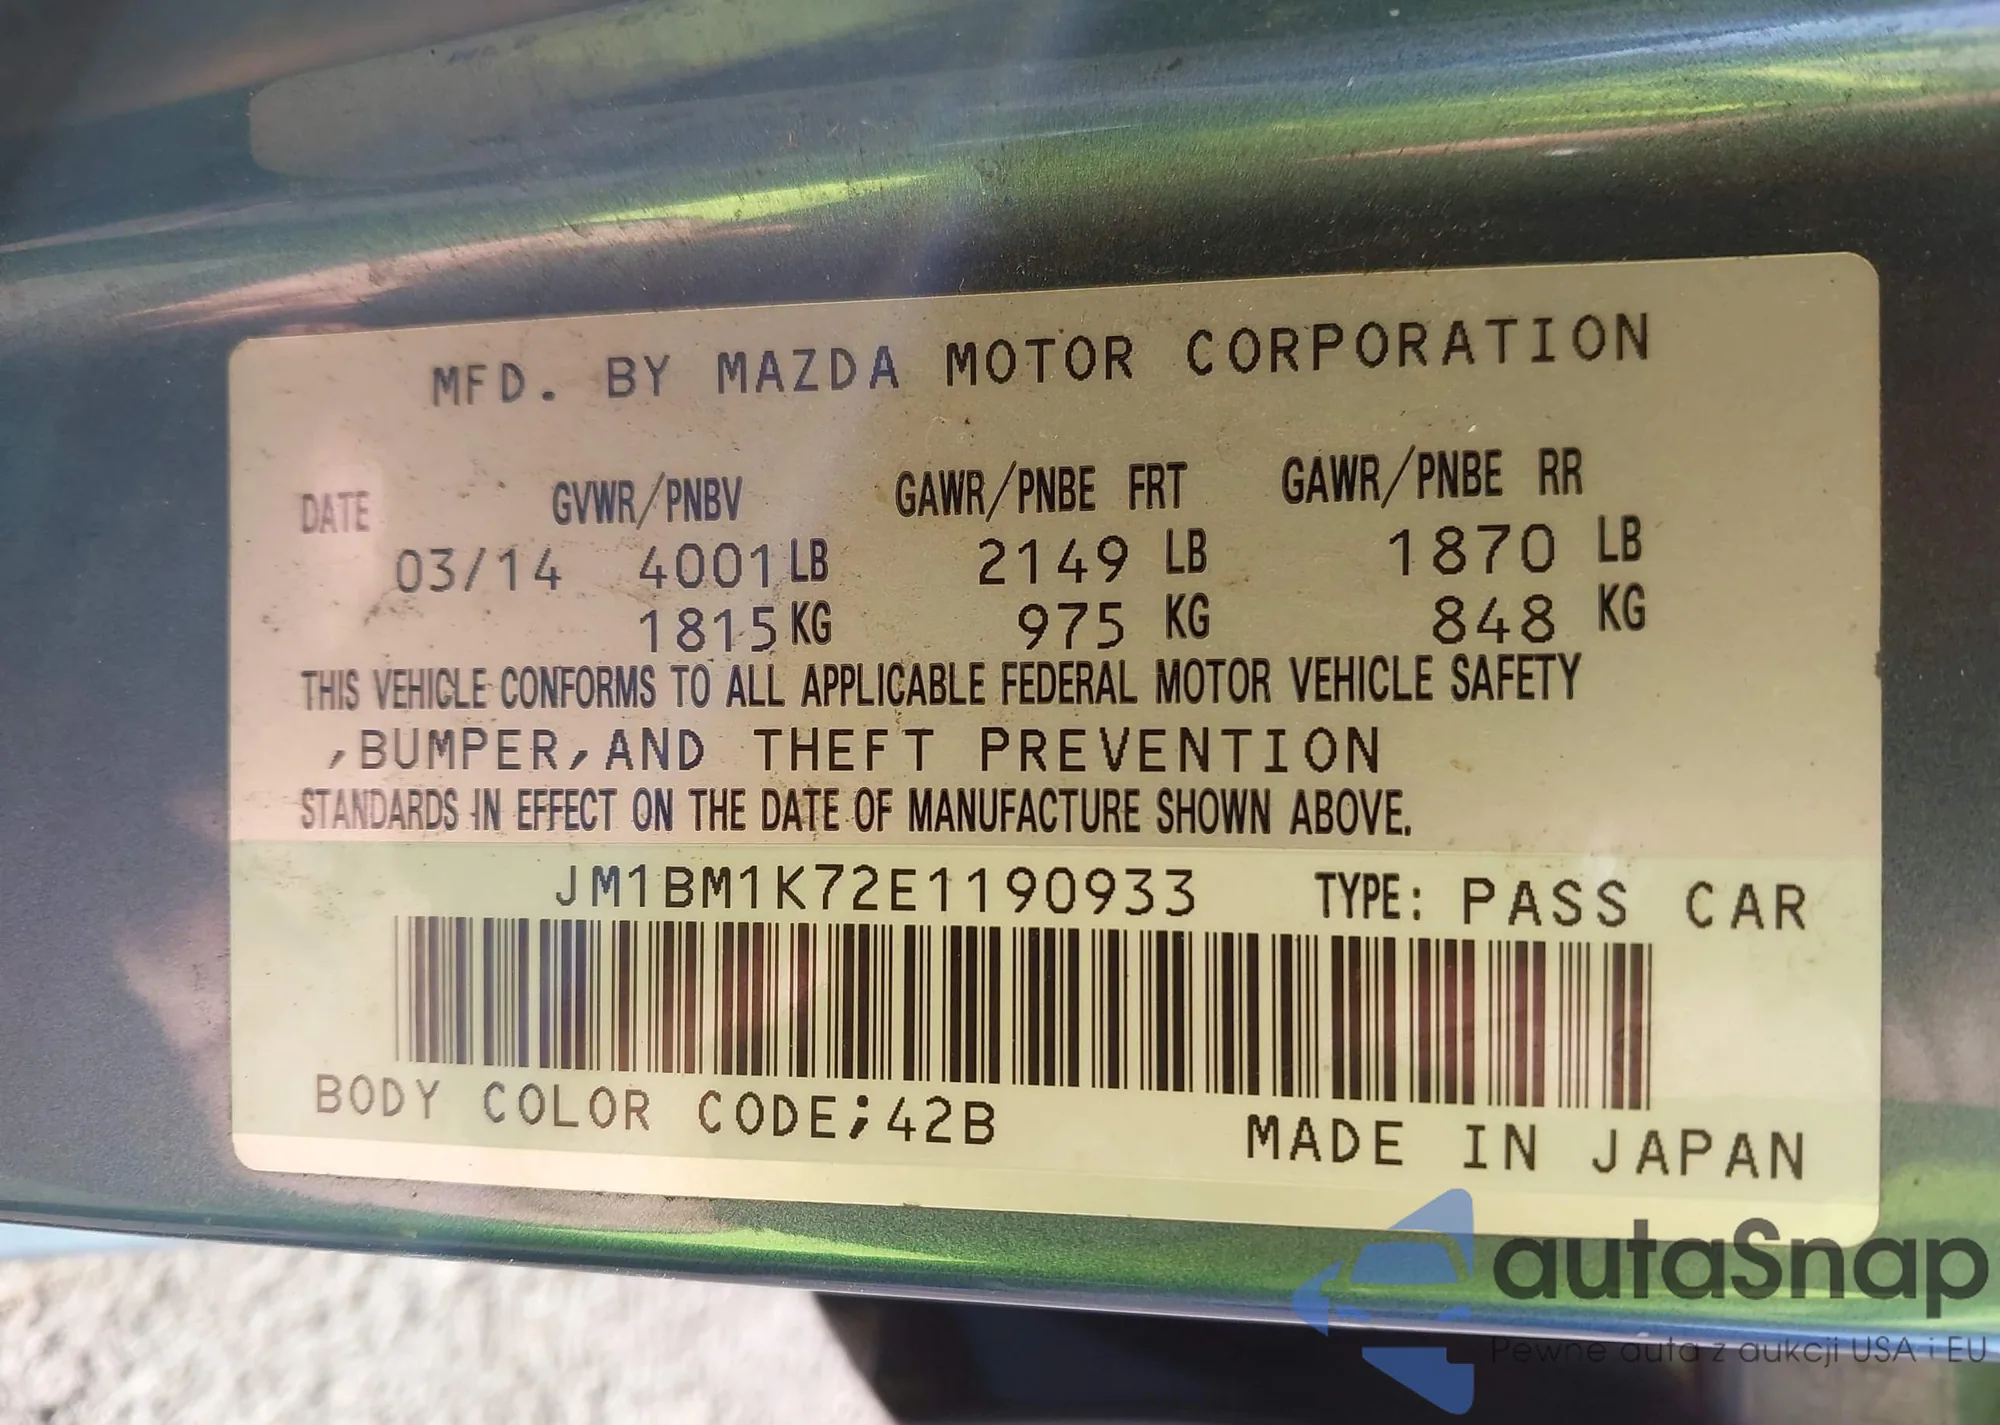 MFD. BY MAZDA MOTOR CORPORATION
DATE GVWR/PNBV GAWR/PNBE FRT GAWR/PNBE RR
03/14 4001 LB 2149 LB 1870 LB
1815 KG 975 KG 848 KG
THIS VEHICLE CONFORMS TO ALL APPLICABLE FEDERAL MOTOR VEHICLE SAFETY
,BUMPER,AND THEFT PREVENTION
STANDARDS IN EFFECT ON THE DATE OF MANUFACTURE SHOWN ABOVE.
JM1BM1K72E1190933 TYPE: PASS CAR
BODY COLOR CODE;42B MADE IN JAPAN
autaSnap
Pewne auta z aukcji USA i EU